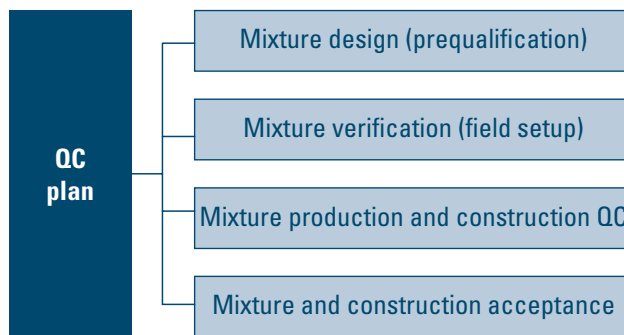 QC
plan
Mixture design (prequalification)
Mixture verification (field setup)
Mixture production and construction QC
Mixture and construction acceptance